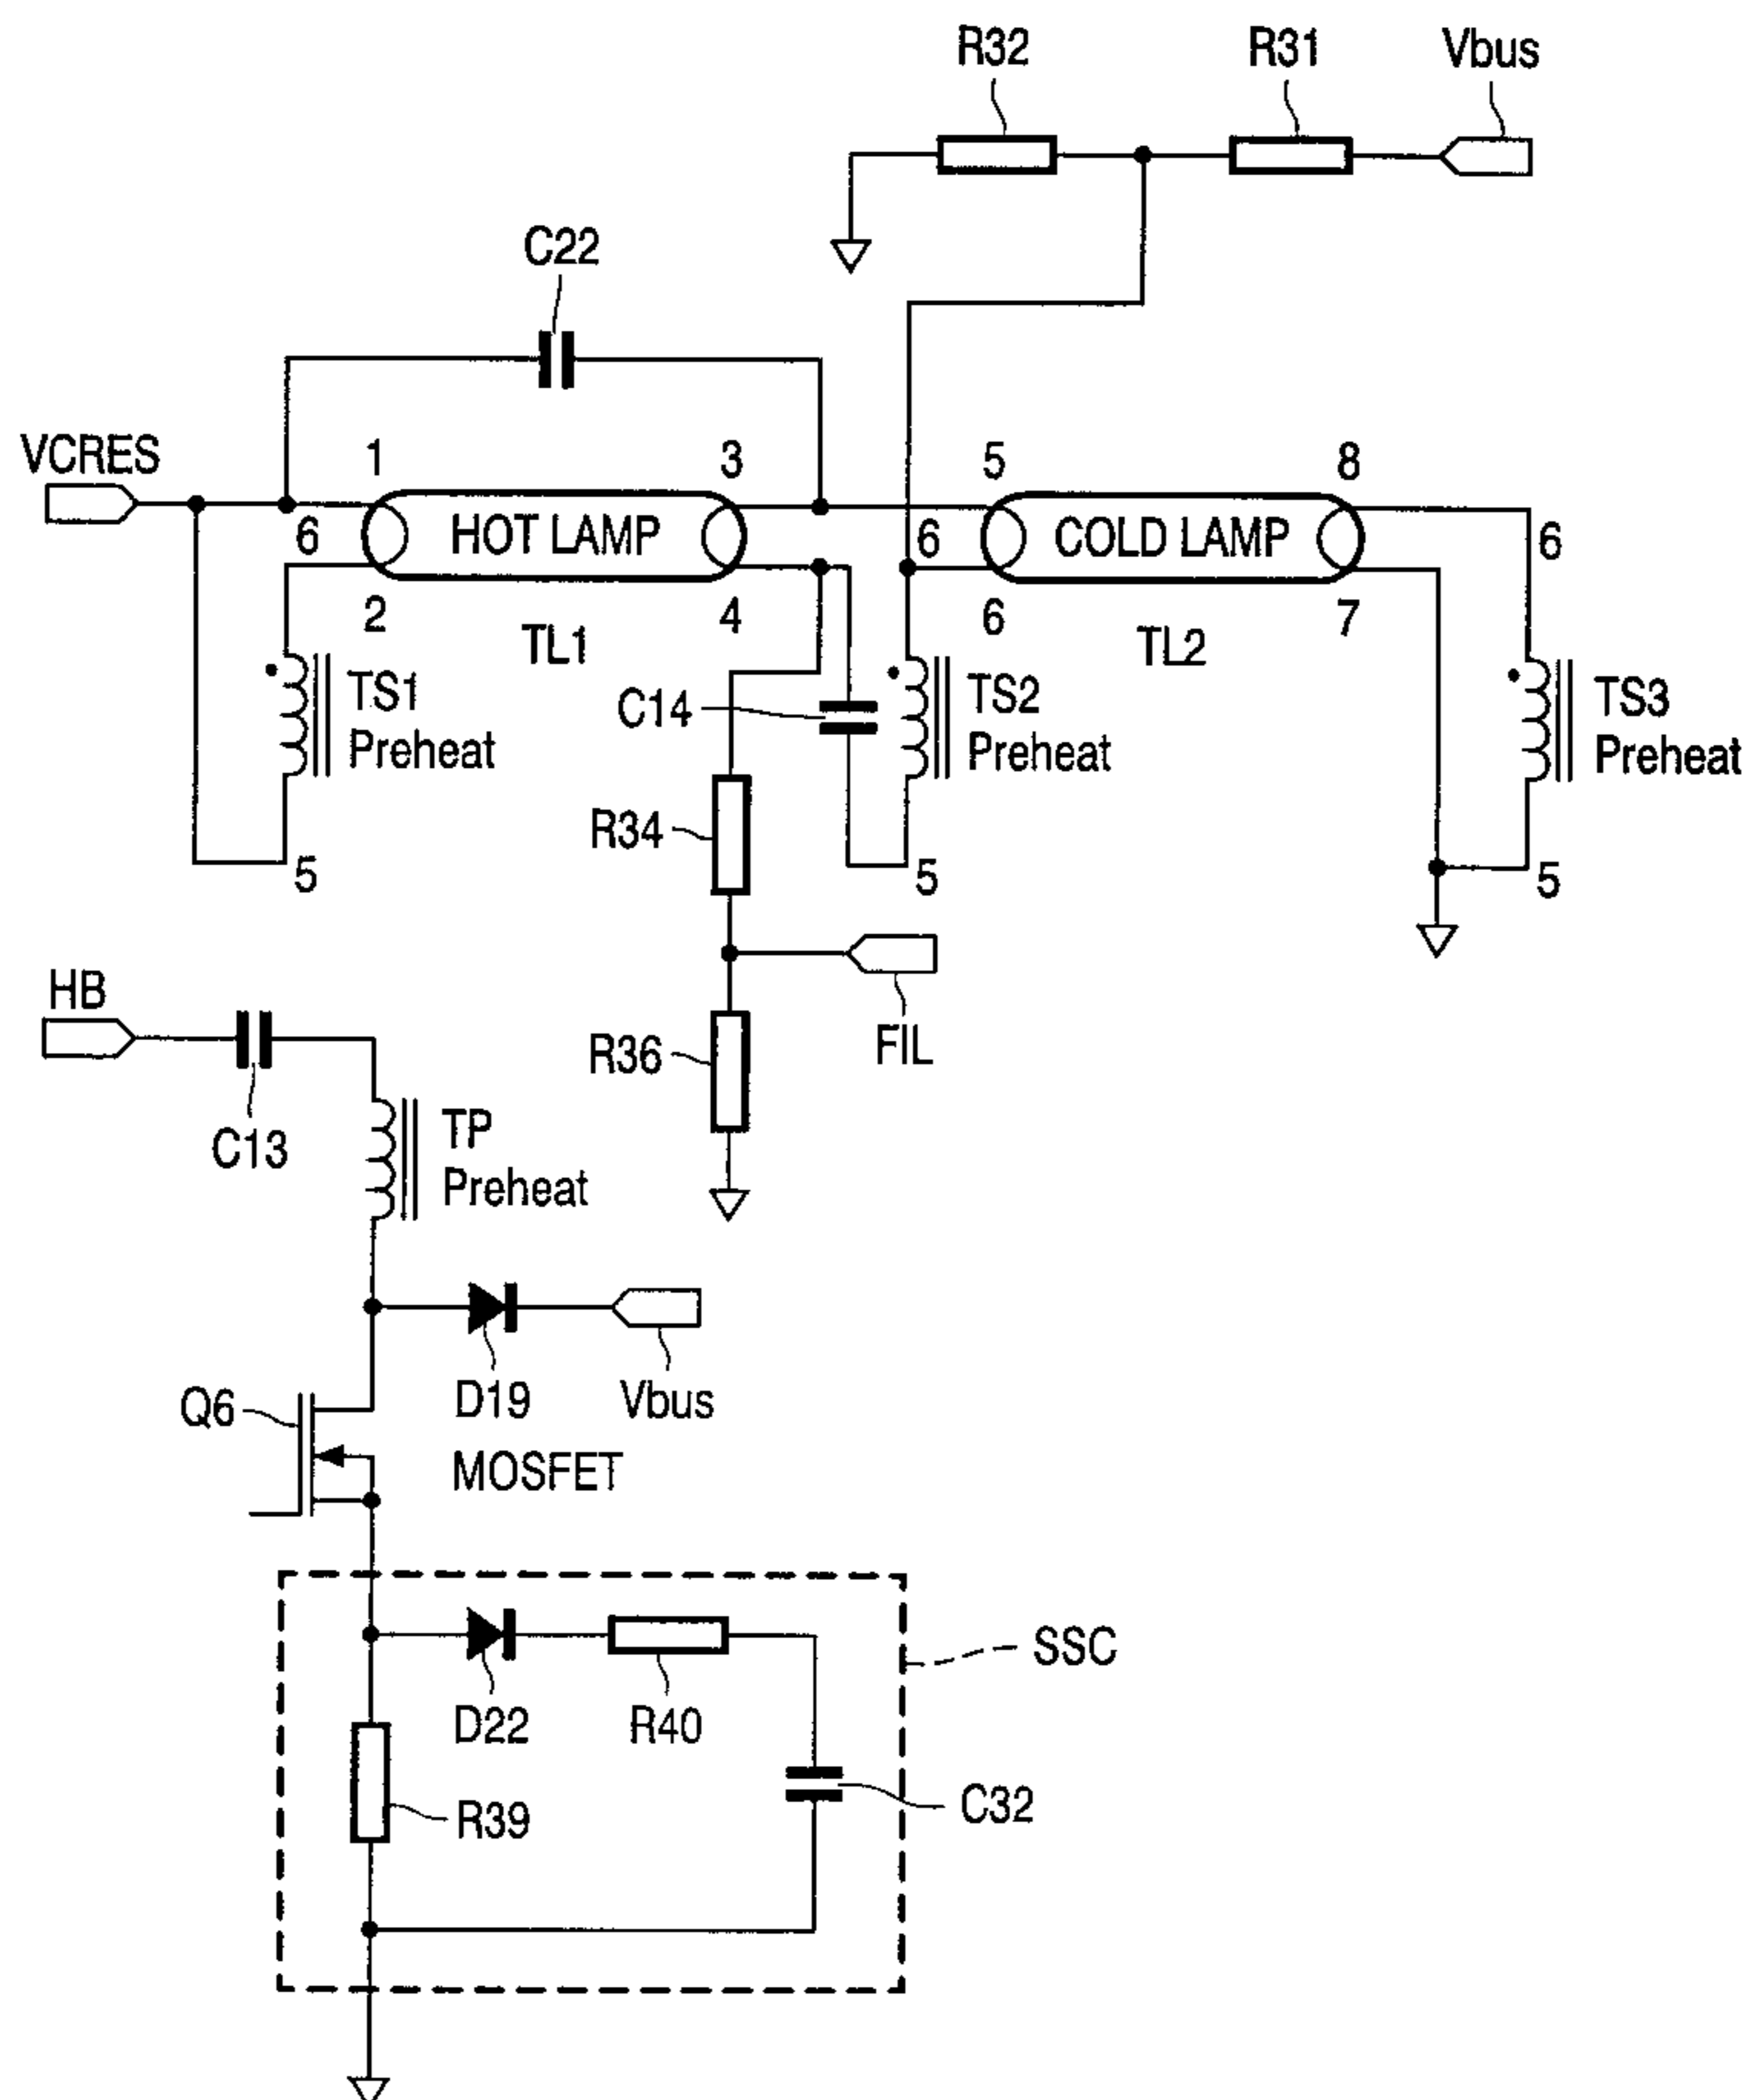 R32
R31
Vbus
C22
VCRES
1
3
5
8
6
HOT LAMP
6
COLD LAMP
6
2
4
6
7
TL1
TL2
TS1
Preheat
C14
TS2
Preheat
TS3
Preheat
R34
5
5
5
HB
FIL
R36
C13
TP
Preheat
Q6
D19
Vbus
MOSFET
SSC
D22
R40
R39
C32